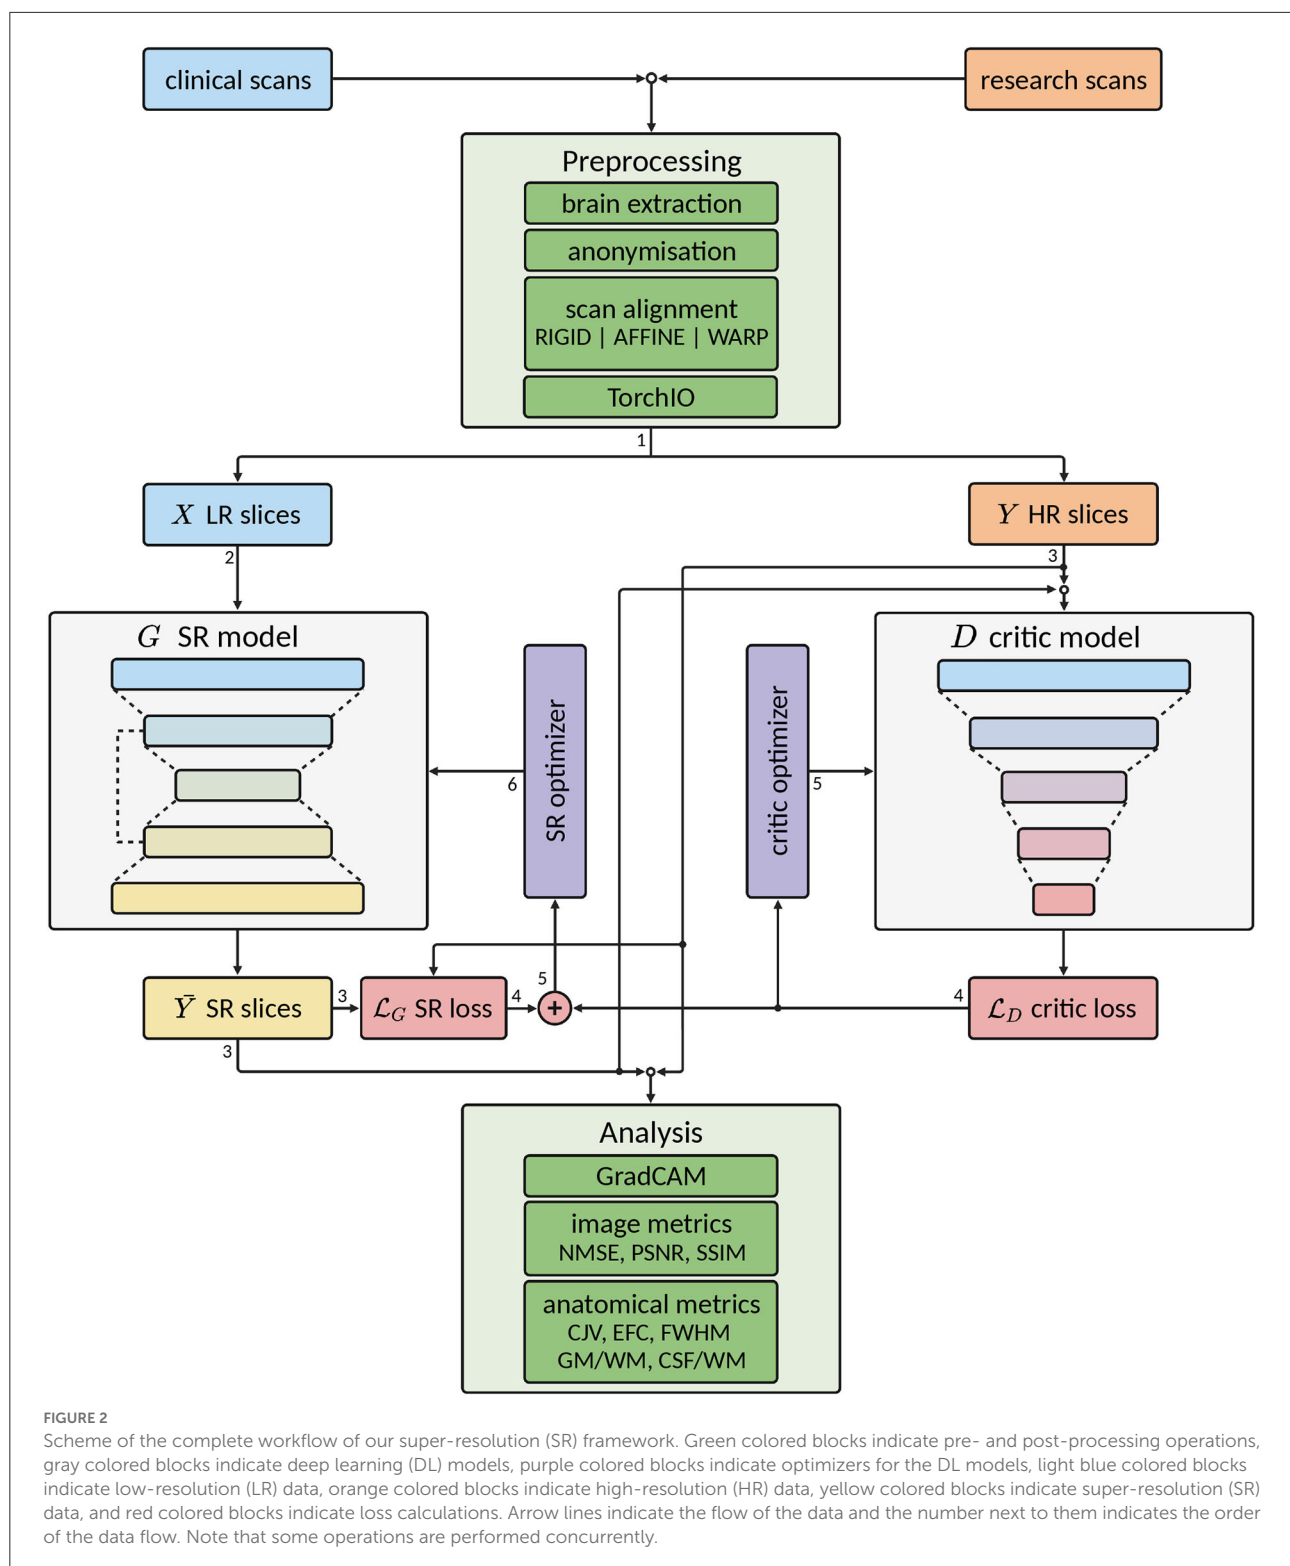 clinical scans
research scans
Preprocessing
brain extraction
anonymisation
scan alignment
RIGID | AFFINE | WARP
TorchIO
1
X LR slices
Y HR slices
2
3
G SR model
D critic model
SR optimizer
critic optimizer
6
5
5
Ȳ SR slices
3
ℒG SR loss
4
+
4
ℒD critic loss
3
Analysis
GradCAM
image metrics
NMSE, PSNR, SSIM
anatomical metrics
CJV, EFC, FWHM
GM/WM, CSF/WM
FIGURE 2
Scheme of the complete workflow of our super-resolution (SR) framework. Green colored blocks indicate pre- and post-processing operations,
gray colored blocks indicate deep learning (DL) models, purple colored blocks indicate optimizers for the DL models, light blue colored blocks
indicate low-resolution (LR) data, orange colored blocks indicate high-resolution (HR) data, yellow colored blocks indicate super-resolution (SR)
data, and red colored blocks indicate loss calculations. Arrow lines indicate the flow of the data and the number next to them indicates the order
of the data flow. Note that some operations are performed concurrently.